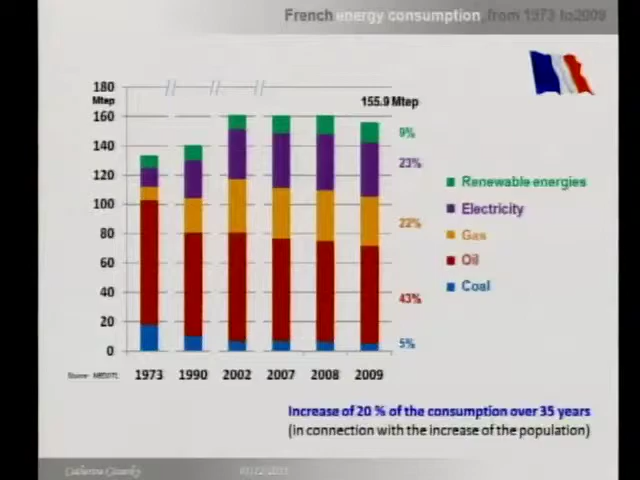 French energy consumption, from 1973 to 2009
180
Mtep
155.9 Mtep
160
9%
140
23%
Renewable energies
120
Electricity
100
22%
Gas
80
Oil
60
43%
Coal
40
20
5%
0
1973 1990 2002 2007 2008 2009
Increase of 20 % of the consumption over 35 years
(in connection with the increase of the population)